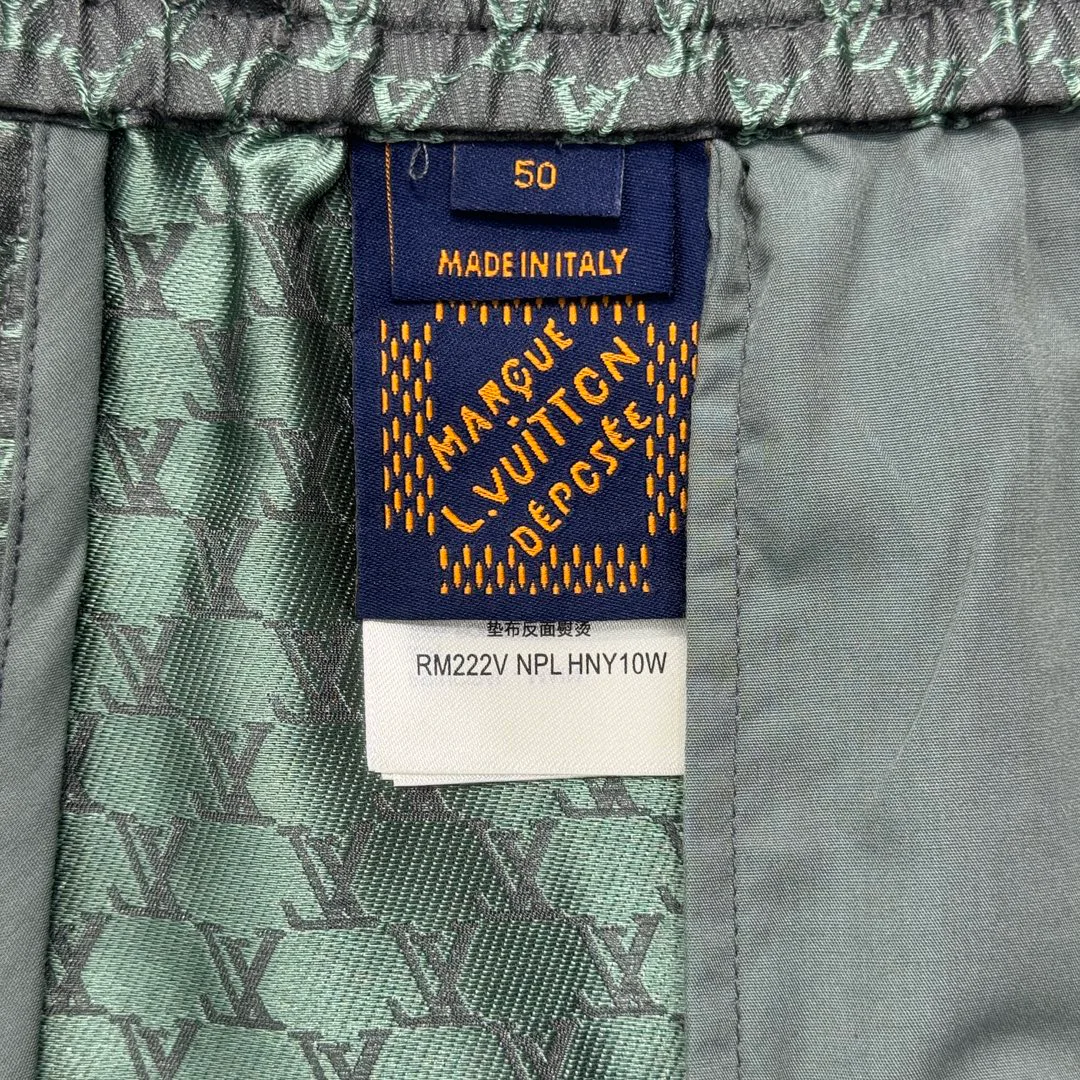 50
MADE IN ITALY
MARQUE
L.VUITTON
DÉPOSÉE
垫布反面熨烫
RM222V NPL HNY10W